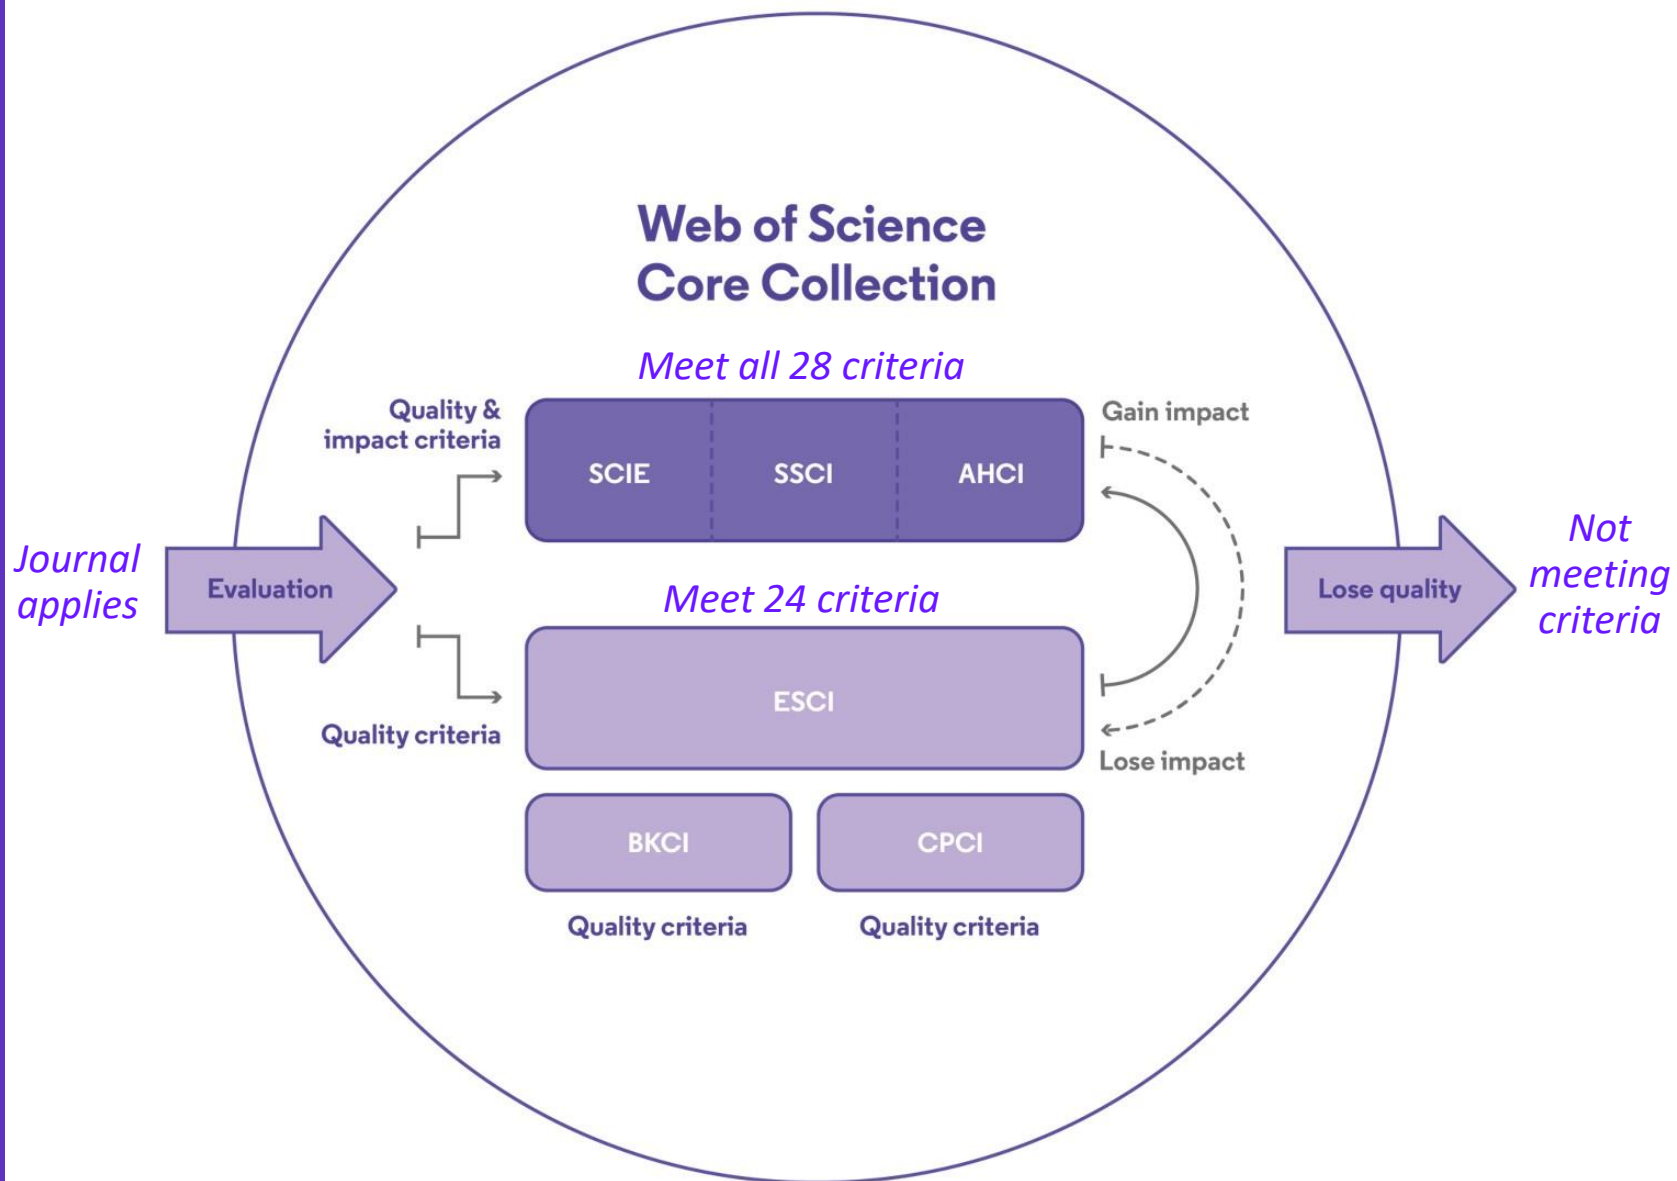 Web of Science
Core Collection
Meet all 28 criteria
Quality &
impact criteria
SCIE
SSCI
AHCI
Gain impact
Journal
applies
Evaluation
Meet 24 criteria
Lose quality
Not
meeting
criteria
ESCI
Quality criteria
Lose impact
BKCI
CPCI
Quality criteria
Quality criteria